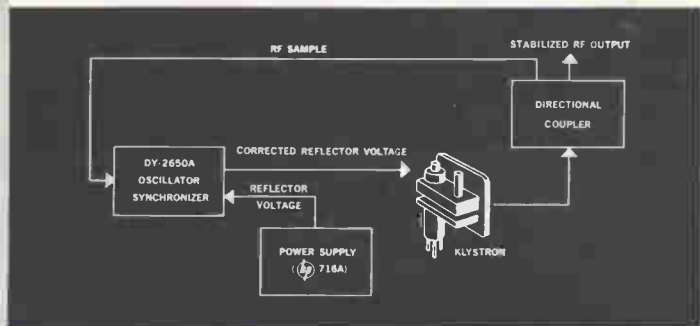 RF SAMPLE
STABILIZED RF OUTPUT
DIRECTIONAL
COUPLER
CORRECTED REFLECTOR VOLTAGE
DY-2650A
OSCILLATOR
SYNCHRONIZER
REFLECTOR
VOLTAGE
POWER SUPPLY
(hp 716A)
KLYSTRON